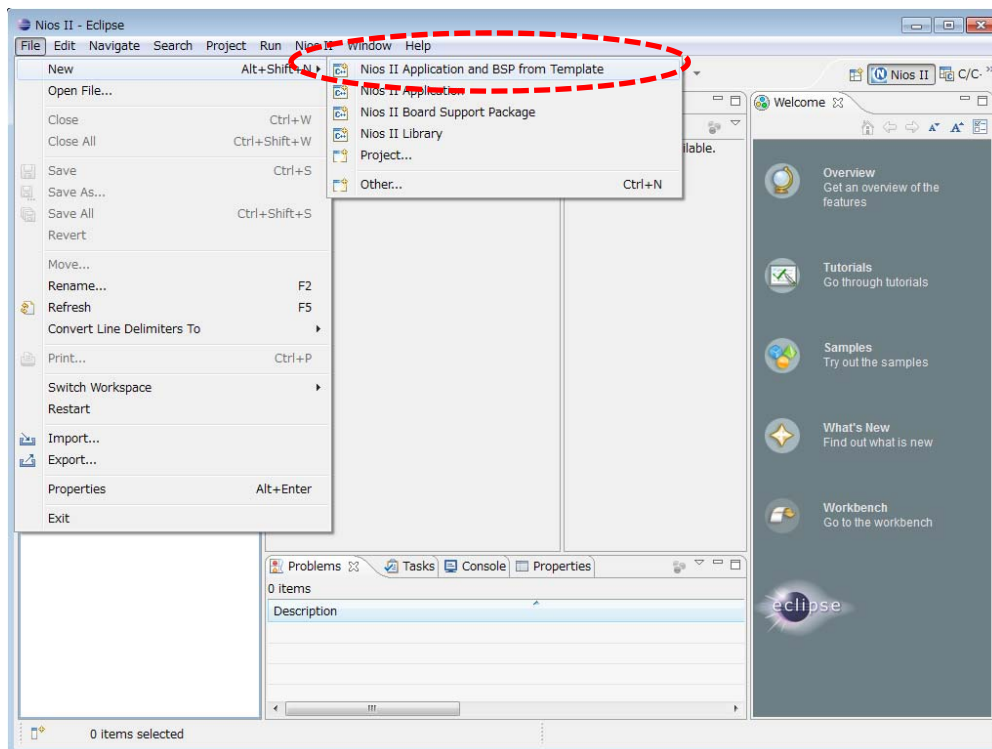 Nios II - Eclipse
File Edit Navigate Search Project Run Nios II Window Help
New Alt+Shift+N
Nios II Application and BSP from Template
Nios II Application
Nios II Board Support Package
Nios II Library
Project...
Other... Ctrl+N
Open File...
Close Ctrl+W
Close All Ctrl+Shift+W
Save Ctrl+S
Save As...
Save All Ctrl+Shift+S
Revert
Move...
Rename... F2
Refresh F5
Convert Line Delimiters To
Print... Ctrl+P
Switch Workspace
Restart
Import...
Export...
Properties Alt+Enter
Exit
Nios II C/C
ilable.
Welcome
Overview
Get an overview of the
features
Tutorials
Go through tutorials
Samples
Try out the samples
What's New
Find out what is new
Workbench
Go to the workbench
eclipse
Problems Tasks Console Properties
0 items
Description
0 items selected